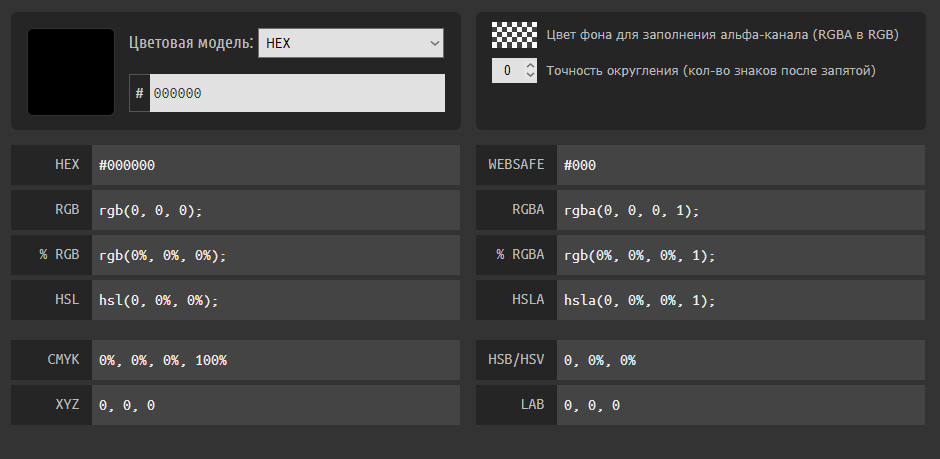 Цветовая модель: HEX
# 000000
Цвет фона для заполнения альфа-канала (RGBA в RGB)
0 Точность округления (кол-во знаков после запятой)
HEX #000000
WEBSAFE #000
RGB rgb(0, 0, 0);
RGBA rgba(0, 0, 0, 1);
% RGB rgb(0%, 0%, 0%);
% RGBA rgb(0%, 0%, 0%, 1);
HSL hsl(0, 0%, 0%);
HSLA hsla(0, 0%, 0%, 1);
CMYK 0%, 0%, 0%, 100%
HSB/HSV 0, 0%, 0%
XYZ 0, 0, 0
LAB 0, 0, 0